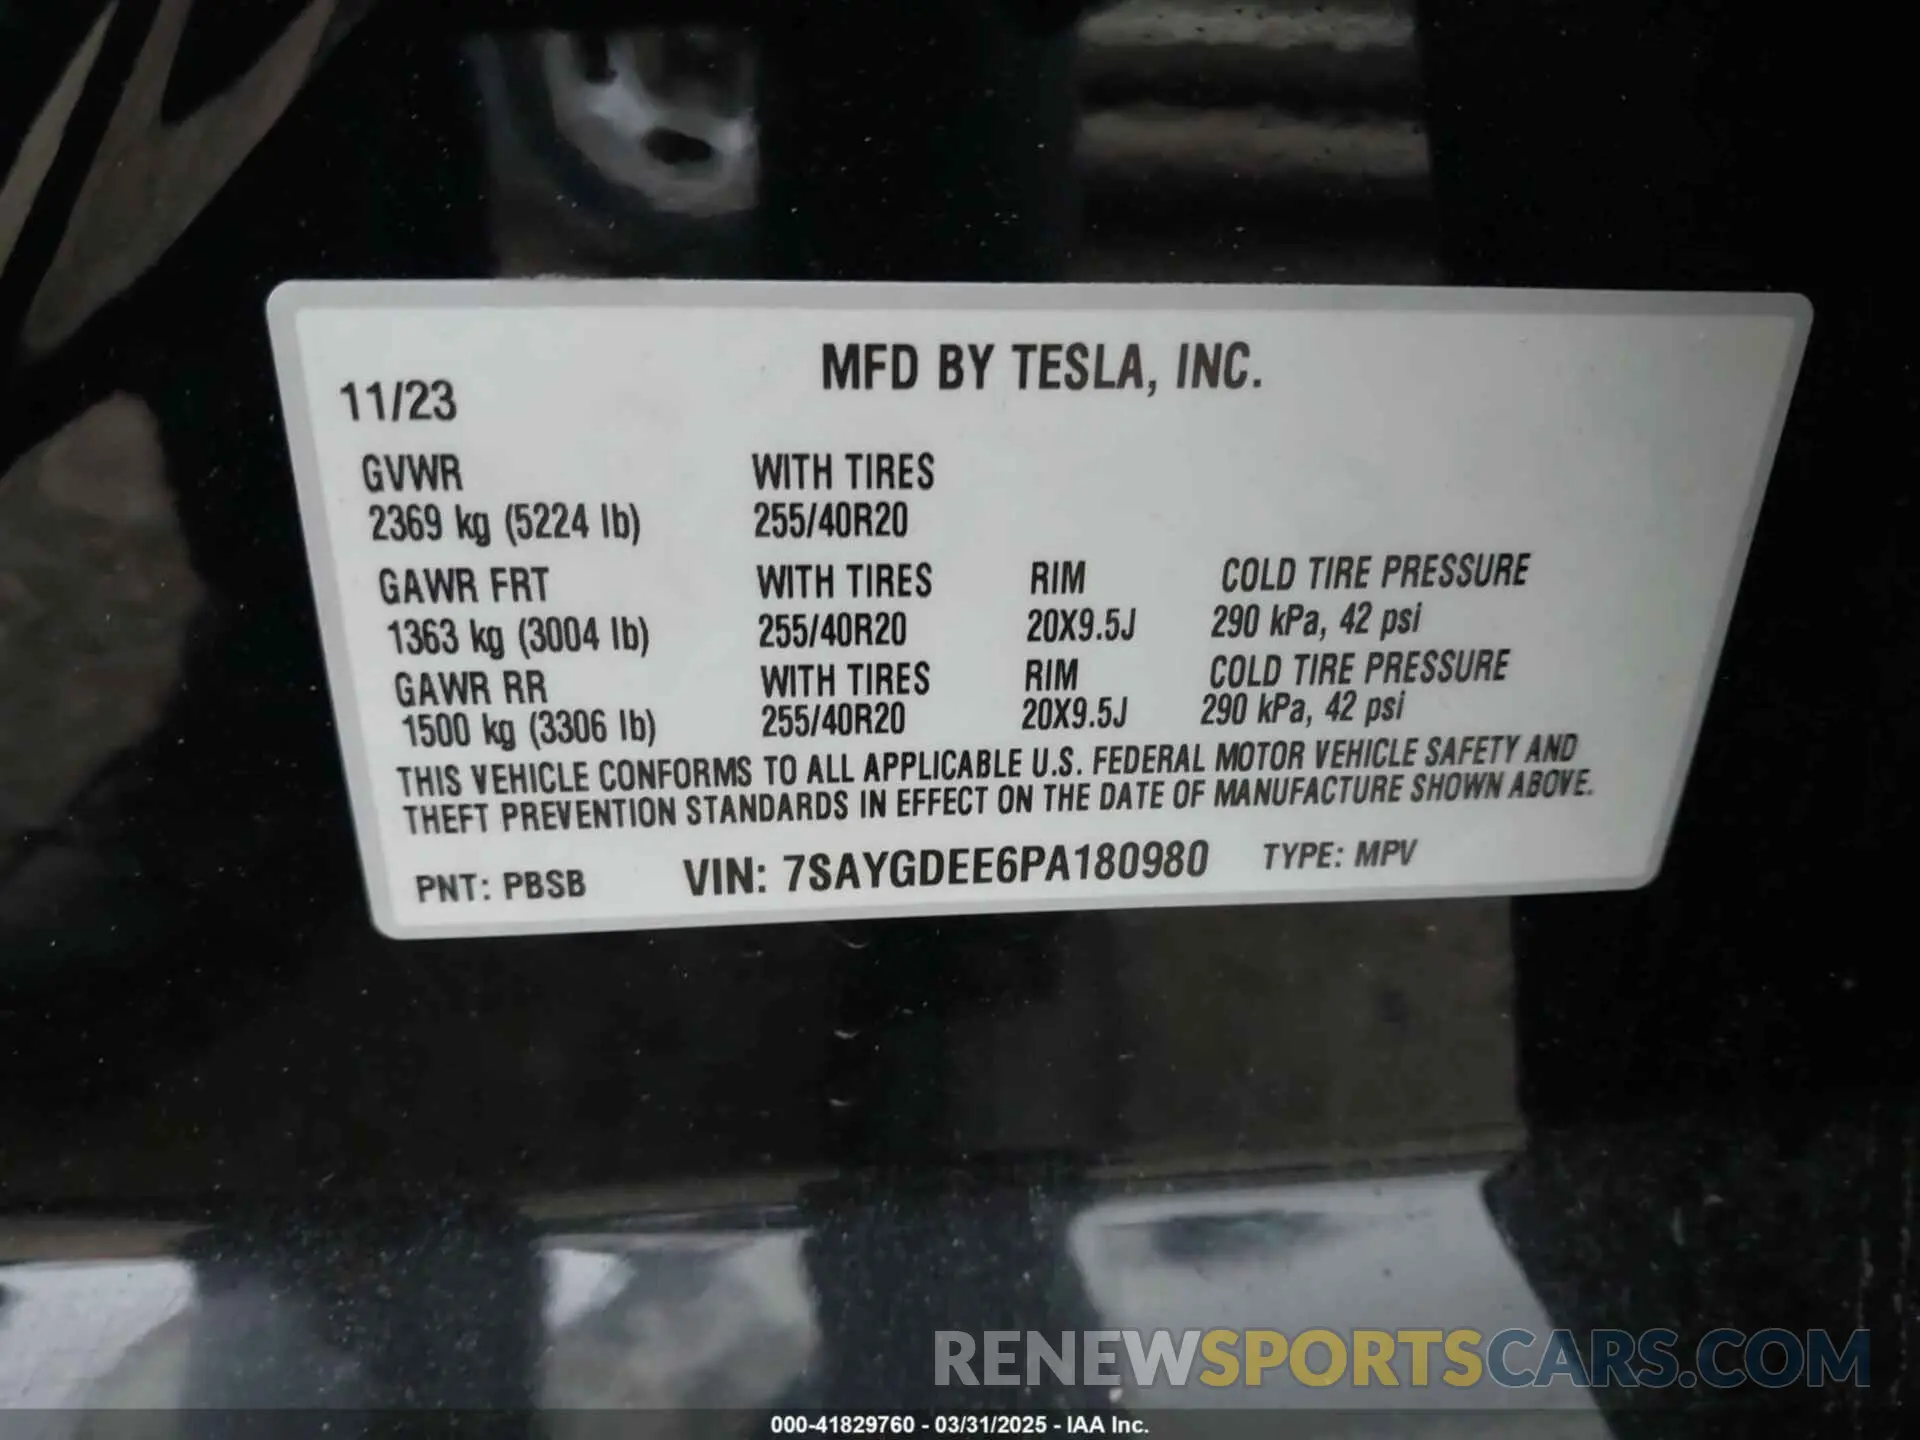 MFD BY TESLA, INC.
11/23
GVWR WITH TIRES
2369 kg (5224 lb) 255/40R20
GAWR FRT WITH TIRES RIM COLD TIRE PRESSURE
1363 kg (3004 lb) 255/40R20 20X9.5J 290 kPa, 42 psi
GAWR RR WITH TIRES RIM COLD TIRE PRESSURE
1500 kg (3306 lb) 255/40R20 20X9.5J 290 kPa, 42 psi
THIS VEHICLE CONFORMS TO ALL APPLICABLE U.S. FEDERAL MOTOR VEHICLE SAFETY AND
THEFT PREVENTION STANDARDS IN EFFECT ON THE DATE OF MANUFACTURE SHOWN ABOVE.
PNT: PBSB VIN: 7SAYGDEE6PA180980 TYPE: MPV
RENEWSPORTSCARS.COM
000-41829760 - 03/31/2025 - IAA Inc.